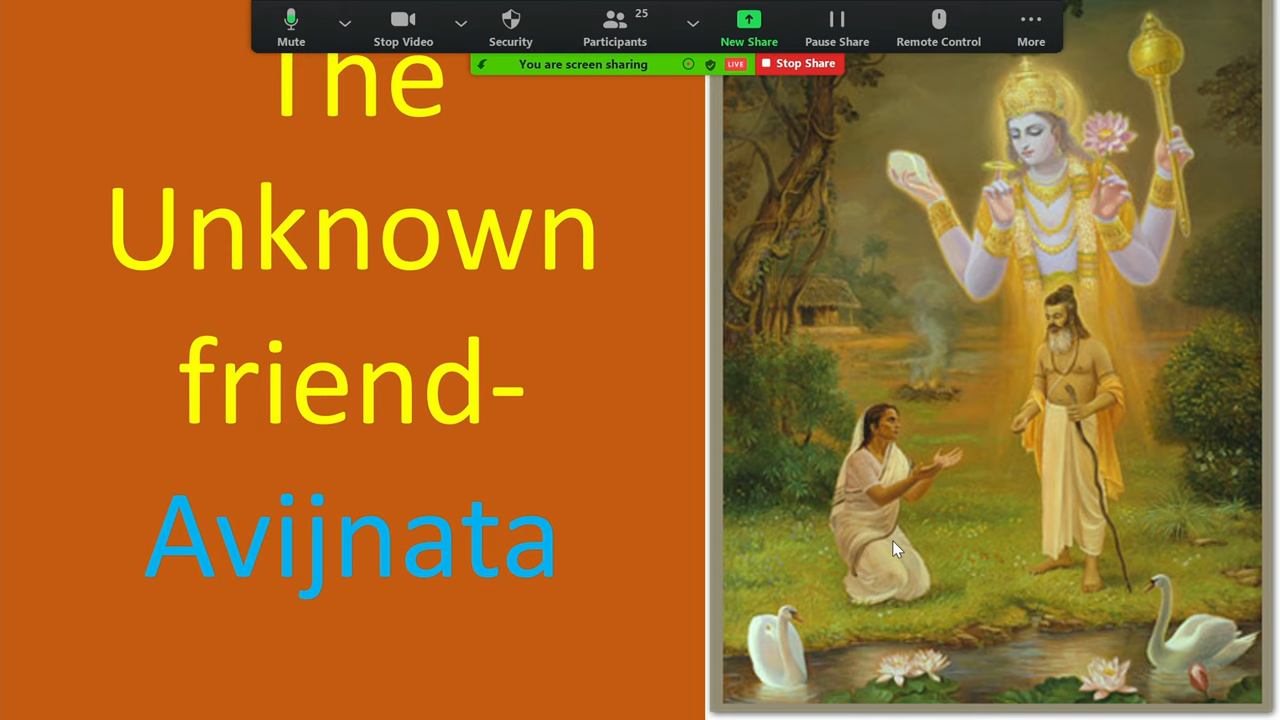 25
Mute
Stop Video
Security
Participants
New Share
Pause Share
Remote Control
More
You are screen sharing
LIVE
Stop Share
The
Unknown
friend-
Avijnata